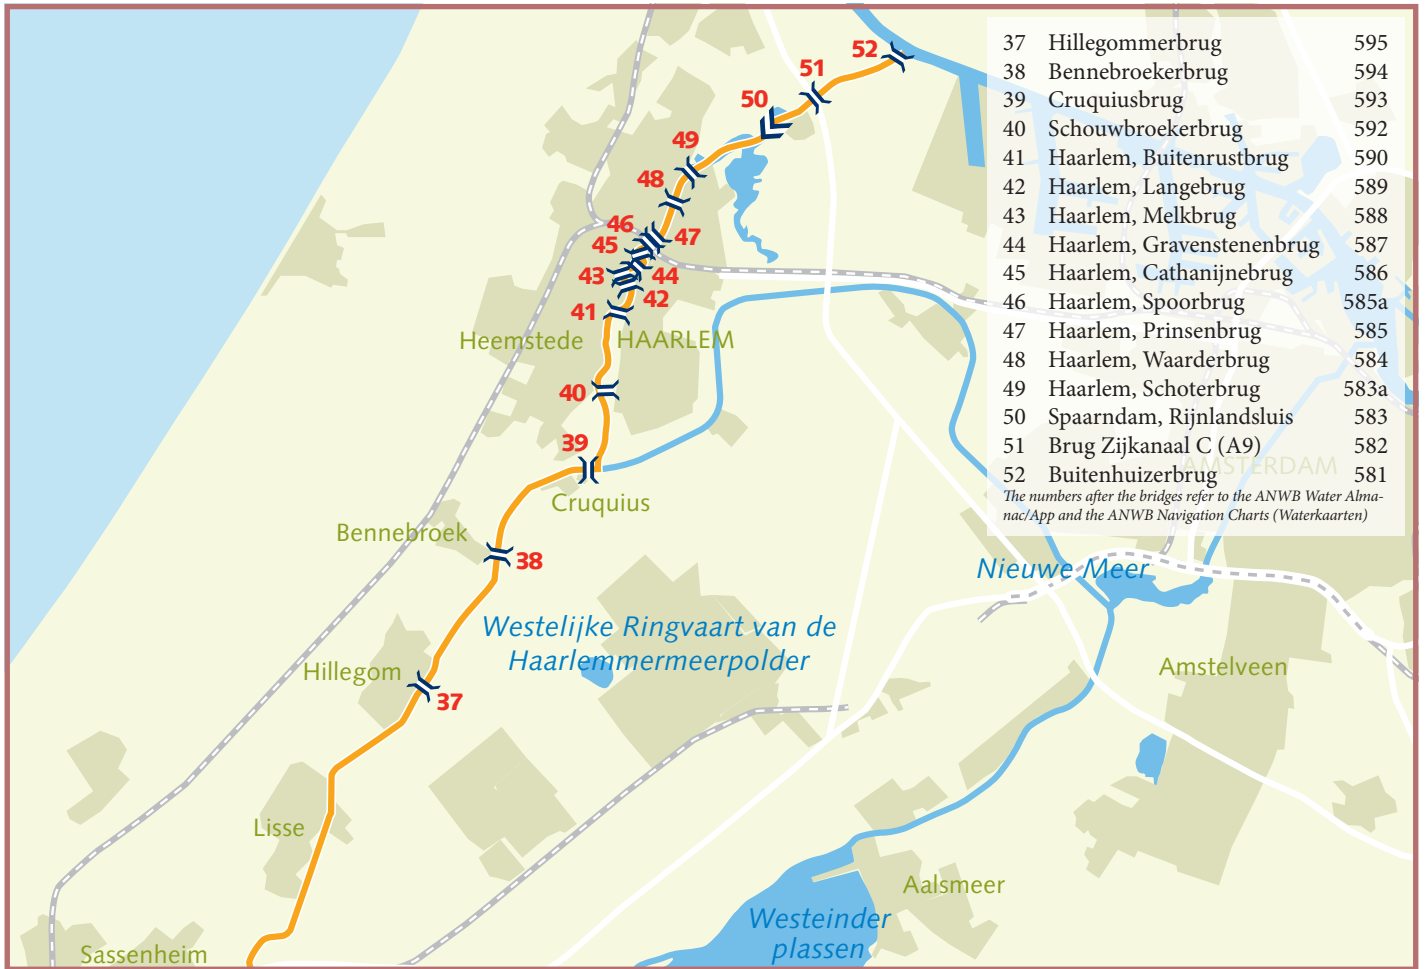 37 Hillegommerbrug 595
38 Bennebroekerbrug 594
39 Cruquiusbrug 593
40 Schouwbroekerbrug 592
41 Haarlem, Buitenrustbrug 590
42 Haarlem, Langebrug 589
43 Haarlem, Melkbrug 588
44 Haarlem, Gravenstenenbrug 587
45 Haarlem, Cathanijnebrug 586
46 Haarlem, Spoorbrug 585a
47 Haarlem, Prinsenbrug 585
48 Haarlem, Waarderbrug 584
49 Haarlem, Schoterbrug 583a
50 Spaarndam, Rijnlandsluis 583
51 Brug Zijkanaal C (A9) 582
AMSTERDAM
52 Buitenhuizerbrug 581
The numbers after the bridges refer to the ANWB Water Alma-
nac/App and the ANWB Navigation Charts (Waterkaarten)
52
51
50
49
48
46
47
45
43
44
42
41
Heemstede
HAARLEM
40
39
Cruquius
Bennebroek
38
Nieuwe Meer
Westelijke Ringvaart van de
Haarlemmermeerpolder
Hillegom
37
Amstelveen
Lisse
Aalsmeer
Westeinder
plassen
Sassenheim